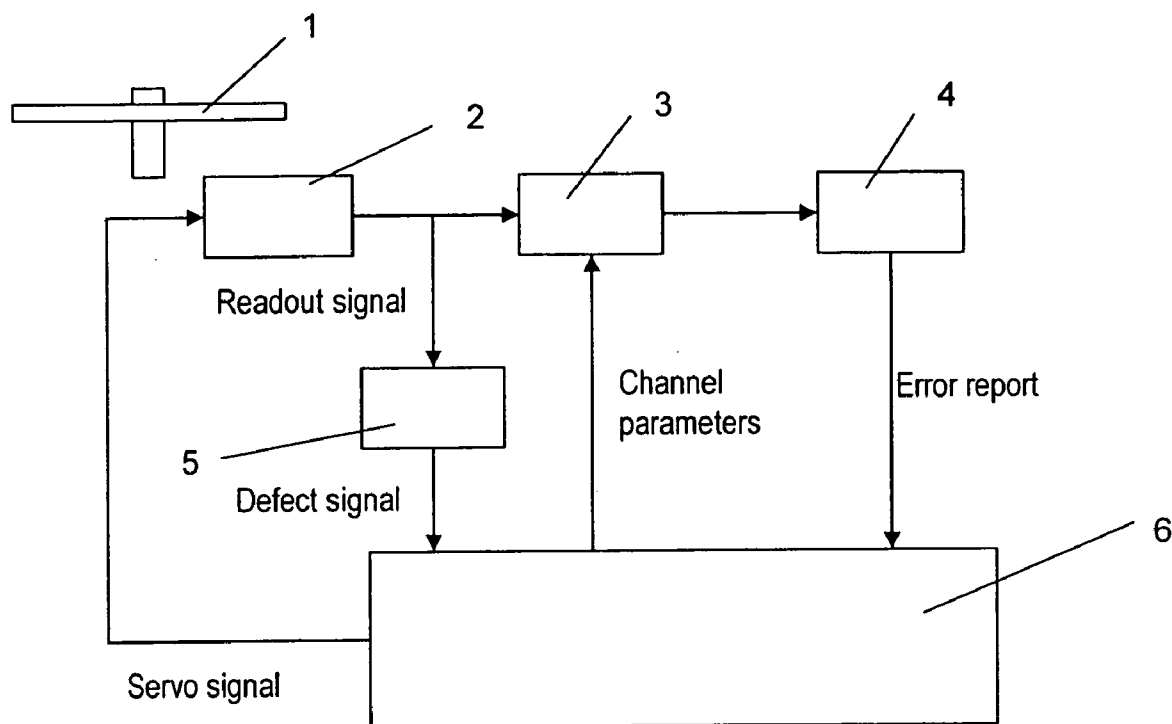 1
2
3
4
Readout signal
Channel
parameters
Error report
5
Defect signal
6
Servo signal